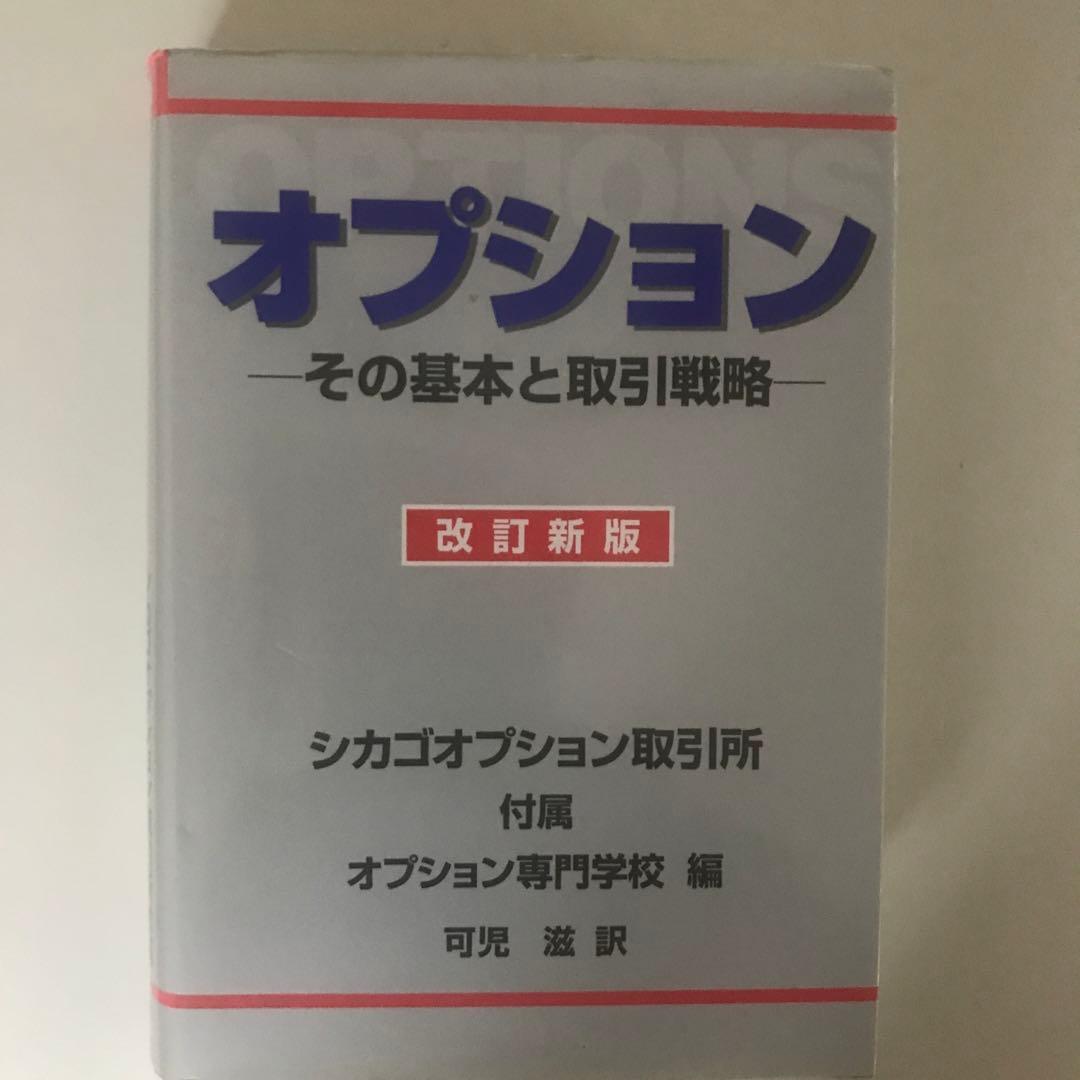 OPTIONS
オプション
―その基本と取引戦略―
改訂新版
シカゴオプション取引所
付属
オプション専門学校 編
可児 滋 訳